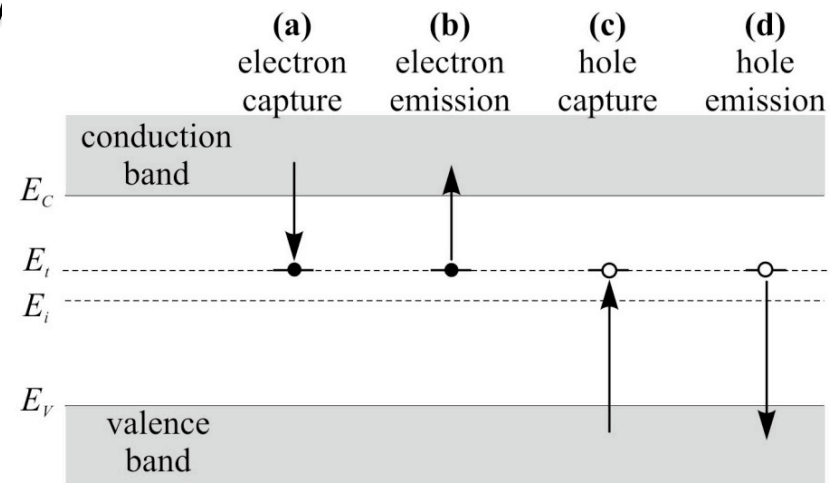 (a) (b) (c) (d)
electron electron hole hole
capture emission capture emission
conduction
band
E_C
E_t
E_i
E_V
valence
band